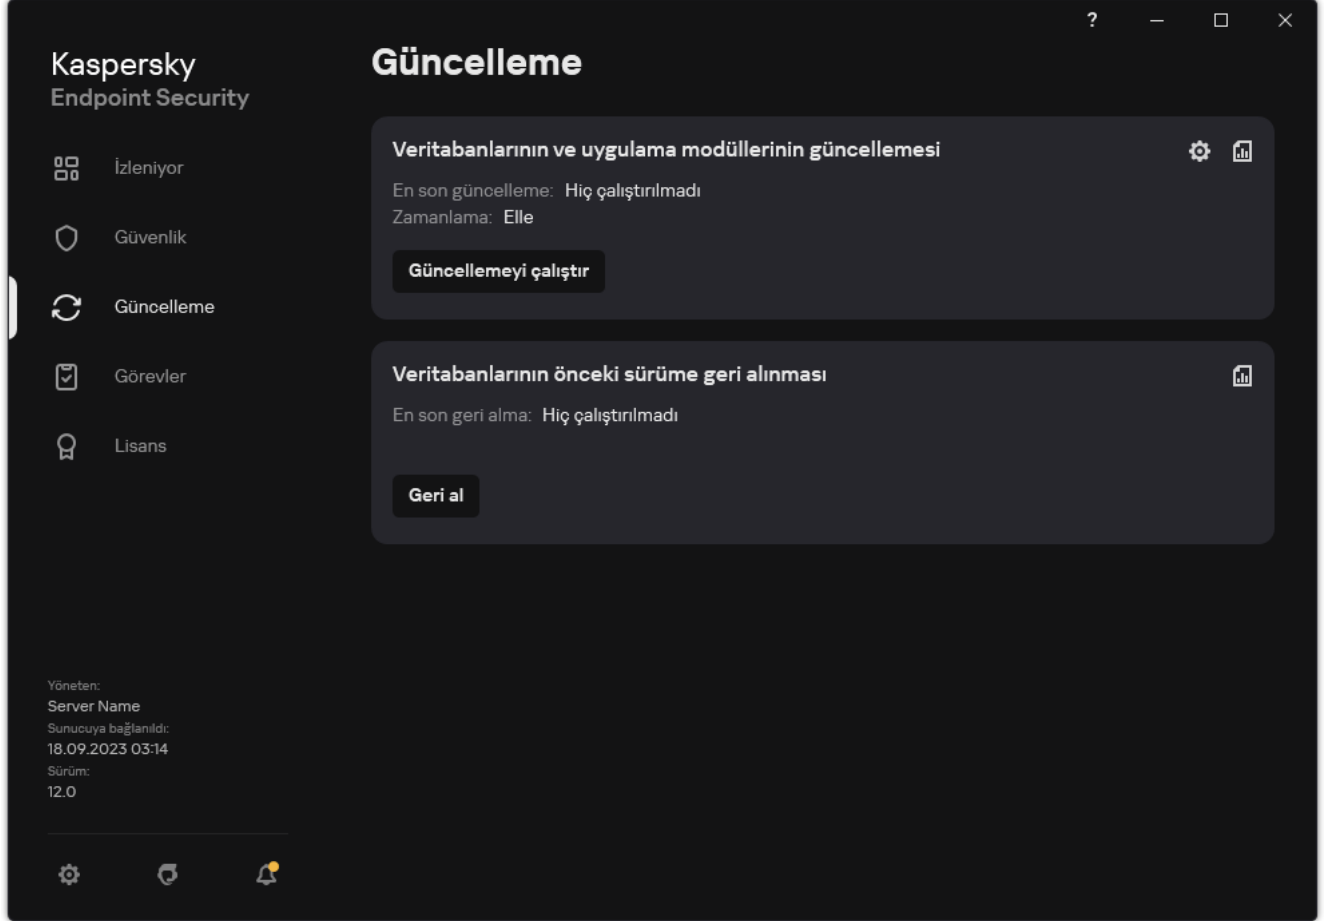 ?
Kaspersky
Endpoint Security
İzleniyor
Güvenlik
Güncelleme
Görevler
Lisans
Yöneten:
Server Name
Sunucuya bağlanıldı:
18.09.2023 03:14
Sürüm:
12.0
Güncelleme
Veritabanlarının ve uygulama modüllerinin güncellemesi
En son güncelleme: Hiç çalıştırılmadı
Zamanlama: Elle
Güncellemeyi çalıştır
Veritabanlarının önceki sürüme geri alınması
En son geri alma: Hiç çalıştırılmadı
Geri al